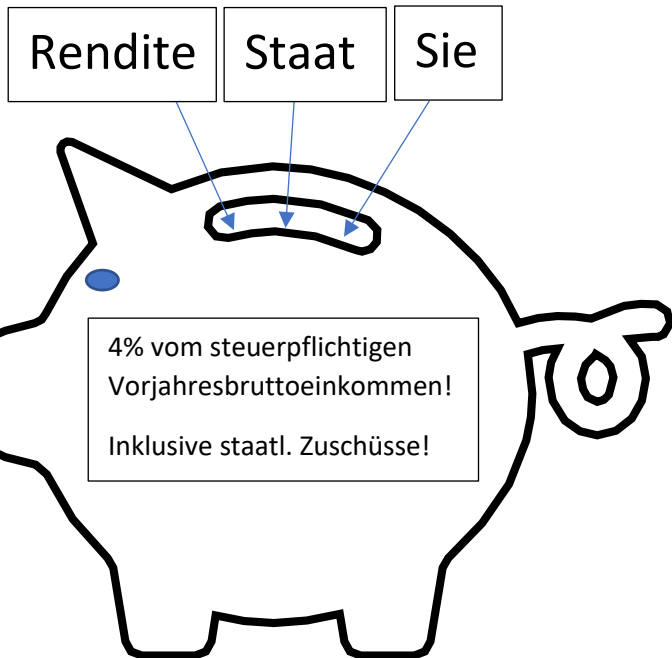 Rendite
Staat
Sie
4% vom steuerpflichtigen
Vorjahresbruttoeinkommen!
Inklusive staatl. Zuschüsse!